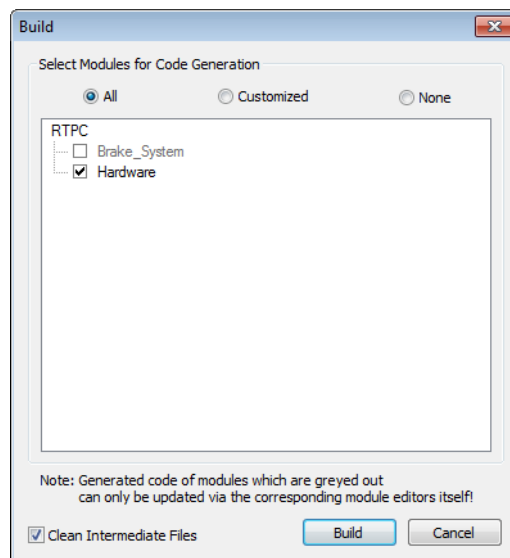 Build
Select Modules for Code Generation
All Customized None
RTPC
Brake_System
Hardware
Note: Generated code of modules which are greyed out
can only be updated via the corresponding module editors itself!
Clean Intermediate Files Build Cancel